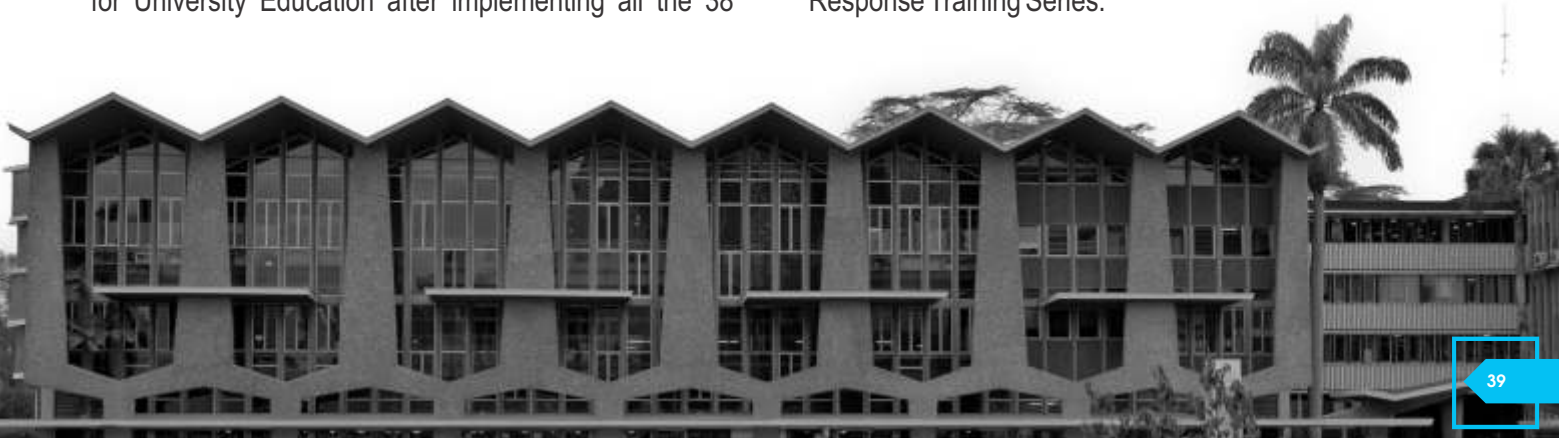 for University Education after implementing all the 38
Response Training Series.
39